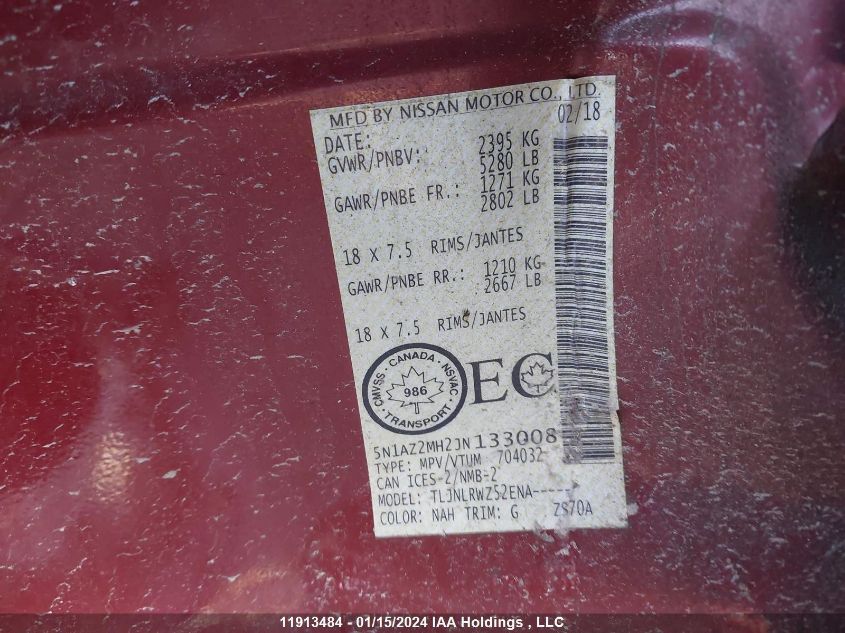 MFD BY NISSAN MOTOR CO., LTD.
DATE: 02/18
GVWR/PNBV: 2395 KG
5280 LB
GAWR/PNBE FR.: 1271 KG
2802 LB
18 X 7.5 RIMS/JANTES
GAWR/PNBE RR.: 1210 KG
2667 LB
18 X 7.5 RIMS/JANTES
CMVSS · CANADA · NSVAC · TRANSPORT ·
986
EC
5N1AZ2MH2JN133008
TYPE: MPV/VTUM 704032
CAN ICES-2/NMB-2
MODEL: TLJNLRWZ52ENA-----
COLOR: NAH TRIM: G ZS70A
11913484 - 01/15/2024 IAA Holdings , LLC